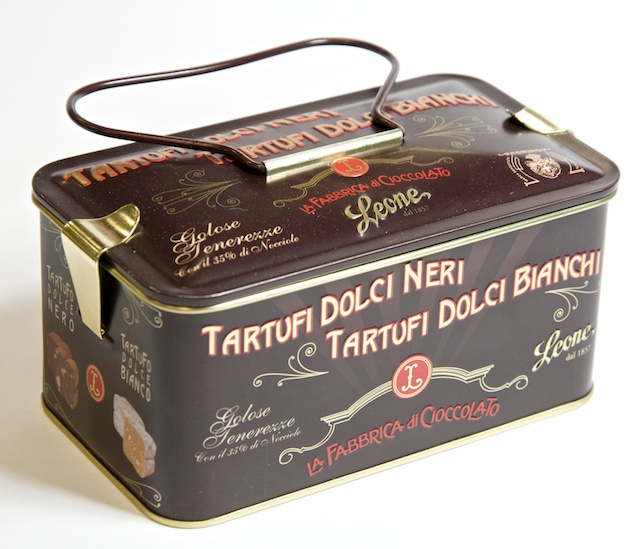 TARTUFI DOLCI NERI
TARTUFI DOLCI BIANCHI
L
LA FABBRICA di CIOCCOLATO
Leone
dal 1857
Golose
Tenerezze
Con il 35% di Nocciole
TARTUFI DOLCI NERI
TARTUFI DOLCI BIANCHI
L
Leone
dal 1857
Golose
Tenerezze
Con il 35% di Nocciole
LA FABBRICA di CIOCCOLATO
TARTUFO
DOLCE
NERO
TARTUFO
DOLCE
BIANCO
L